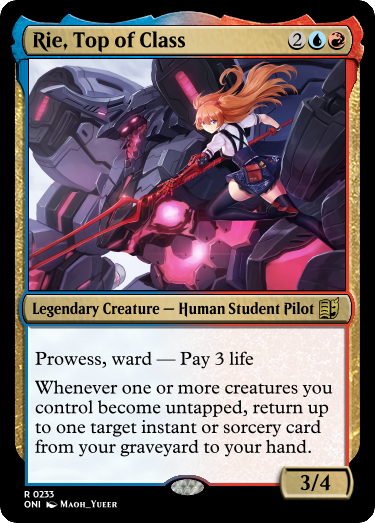 Rie, Top of Class 2
Legendary Creature — Human Student Pilot
Prowess, ward — Pay 3 life
Whenever one or more creatures you
control become untapped, return up
to one target instant or sorcery card
from your graveyard to your hand.
3/4
R 0233
ONI Maoh_Yueer